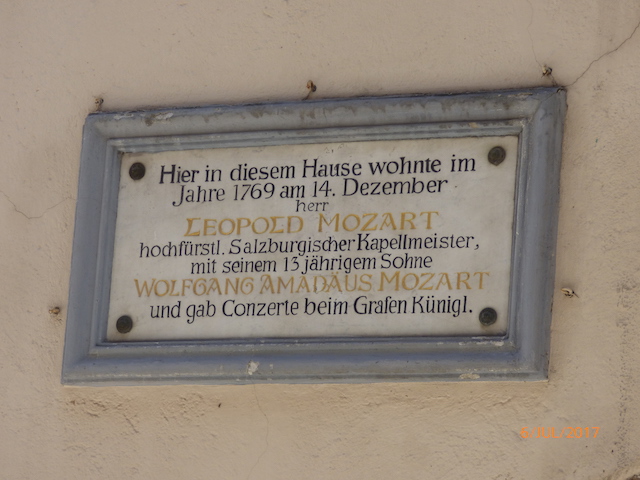 Hier in diesem Hause wohnte im
Jahre 1769 am 14. Dezember
herr
LEOPOLD MOZART
hochfürstl. Salzburgischer Kapellmeister,
mit seinem 13 jährigem Sohne
WOLFGANG AMADÄUS MOZART
und gab Conzerte beim Grafen Künigl.